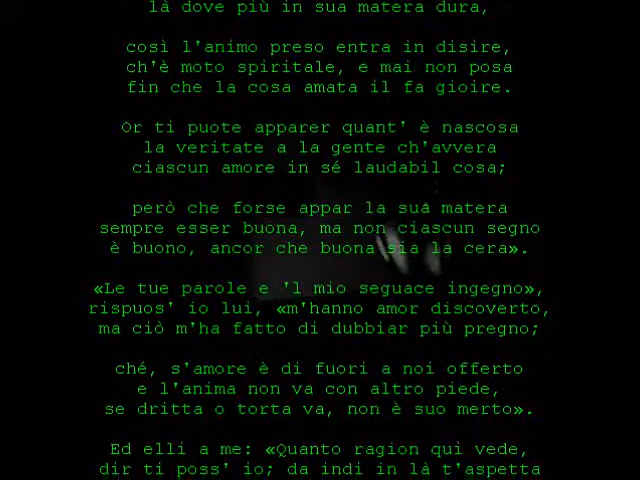 là dove più in sua matera dura,
così l'animo preso entra in disire,
ch'è moto spiritale, e mai non posa
fin che la cosa amata il fa gioire.
Or ti puote apparer quant' è nascosa
la veritate a la gente ch'avvera
ciascun amore in sé laudabil cosa;
però che forse appar la sua matera
sempre esser buona, ma non ciascun segno
è buono, ancor che buona sia la cera».
«Le tue parole e 'l mio seguace ingegno»,
rispuos' io lui, «m'hanno amor discoverto,
ma ciò m'ha fatto di dubbiar più pregno;
ché, s'amore è di fuori a noi offerto
e l'anima non va con altro piede,
se dritta o torta va, non è suo merto».
Ed elli a me: «Quanto ragion qui vede,
dir ti poss' io; da indi in là t'aspetta